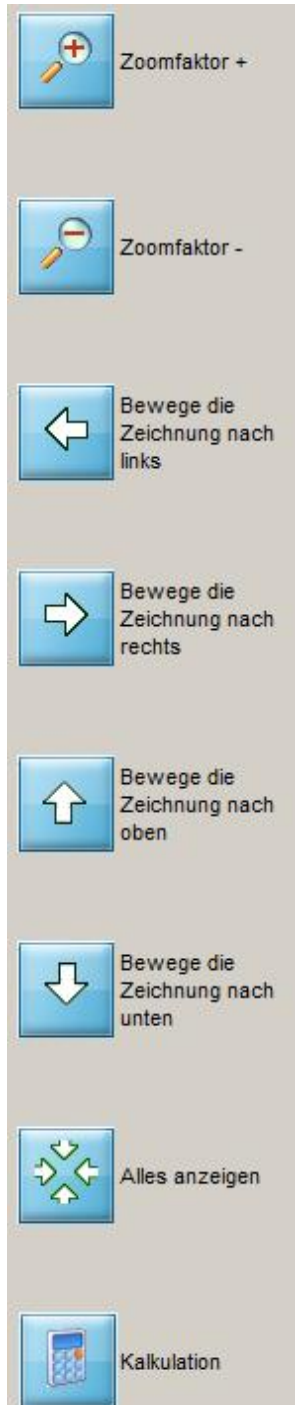 Zoomfaktor +
Zoomfaktor -
Bewege die
Zeichnung nach
links
Bewege die
Zeichnung nach
rechts
Bewege die
Zeichnung nach
oben
Bewege die
Zeichnung nach
unten
Alles anzeigen
Kalkulation